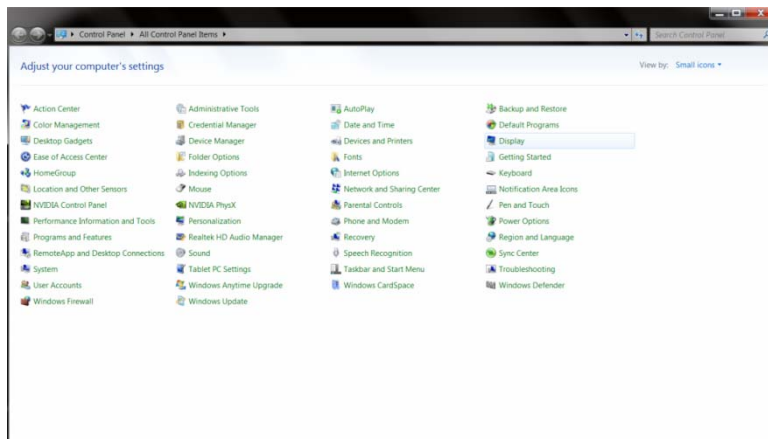 Control Panel All Control Panel Items Search Control Panel
Adjust your computer's settings View by: Small icons
Action Center Administrative Tools AutoPlay Backup and Restore
Color Management Credential Manager Date and Time Default Programs
Desktop Gadgets Device Manager Devices and Printers Display
Ease of Access Center Folder Options Fonts Getting Started
HomeGroup Indexing Options Internet Options Keyboard
Location and Other Sensors Mouse Network and Sharing Center Notification Area Icons
NVIDIA Control Panel NVIDIA PhysX Parental Controls Pen and Touch
Performance Information and Tools Personalization Phone and Modem Power Options
Programs and Features Realtek HD Audio Manager Recovery Region and Language
RemoteApp and Desktop Connections Sound Speech Recognition Sync Center
System Tablet PC Settings Taskbar and Start Menu Troubleshooting
User Accounts Windows Anytime Upgrade Windows CardSpace Windows Defender
Windows Firewall Windows Update